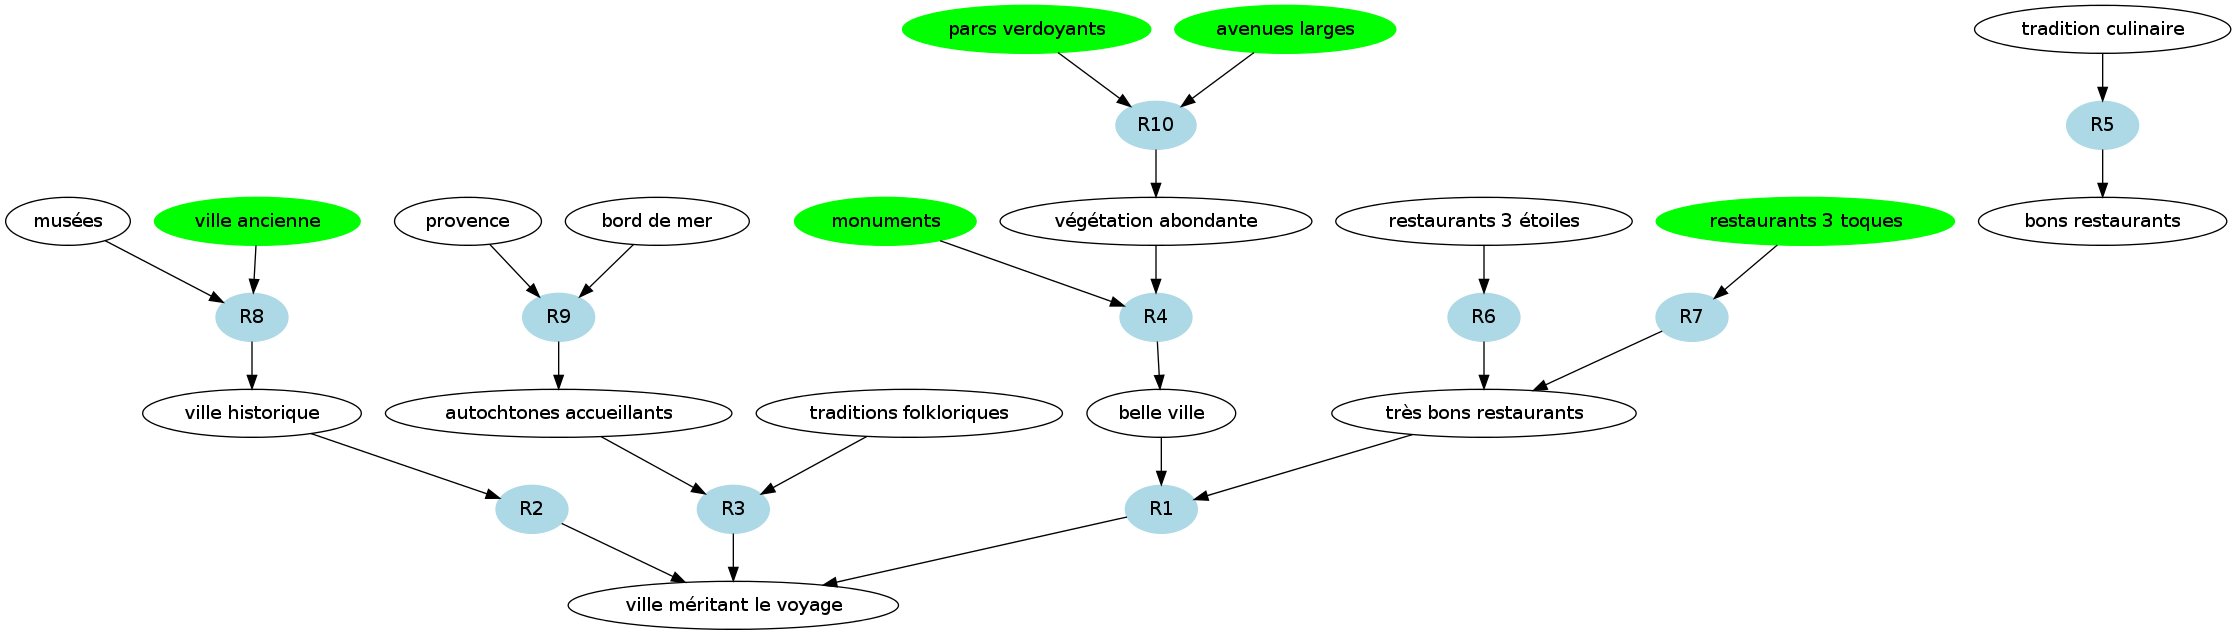 parcs verdoyants
avenues larges
tradition culinaire
R10
R5
musées
ville ancienne
provence
bord de mer
monuments
végétation abondante
restaurants 3 étoiles
restaurants 3 toques
bons restaurants
R8
R9
R4
R6
R7
ville historique
autochtones accueillants
traditions folkloriques
belle ville
très bons restaurants
R2
R3
R1
ville méritant le voyage